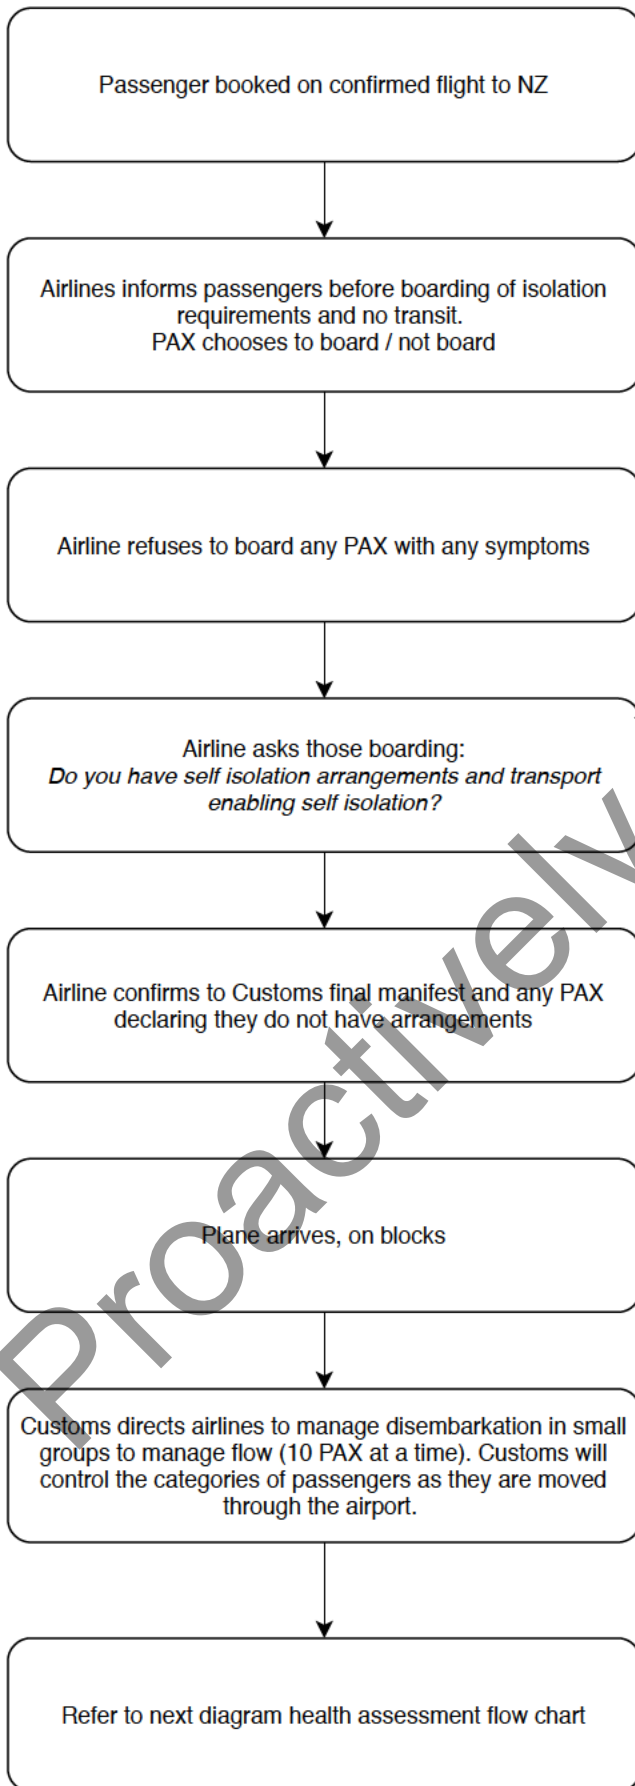 Passenger booked on confirmed flight to NZ
Airlines informs passengers before boarding of isolation
requirements and no transit.
PAX chooses to board / not board
Airline refuses to board any PAX with any symptoms
Airline asks those boarding:
Do you have self isolation arrangements and transport
enabling self isolation?
Airline confirms to Customs final manifest and any PAX
declaring they do not have arrangements
Plane arrives, on blocks
Customs directs airlines to manage disembarkation in small
groups to manage flow (10 PAX at a time). Customs will
control the categories of passengers as they are moved
through the airport.
Refer to next diagram health assessment flow chart
Proactively